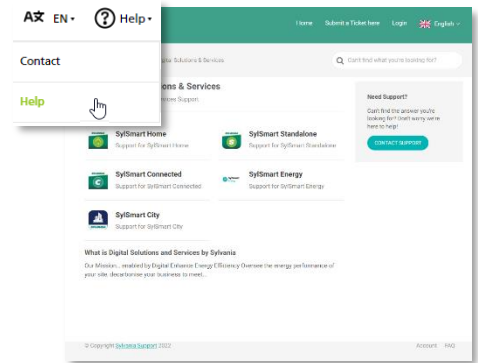 A文 EN
Help
Contact
Help
Home Submit a Ticket here Login English
Digital Solutions & Services
Can't find what you're looking for?
ons & Services
ices Support
SylSmart Home
Support for SylSmart Home
SylSmart Standalone
Support for SylSmart Standalone
SylSmart Connected
Support for SylSmart Connected
SylSmart Energy
Support for SylSmart Energy
SylSmart City
Support for SylSmart City
Need Support?
Can't find the answer you're
looking for? Don't worry we're
here to help!
CONTACT SUPPORT
What is Digital Solutions and Services by Sylvania
Our Mission... enabled by Digital Enhance Energy Efficiency Oversee the energy performance of
your site, decarbonise your business to meet...
© Copyright Sylvania Support 2022
Account FAQ